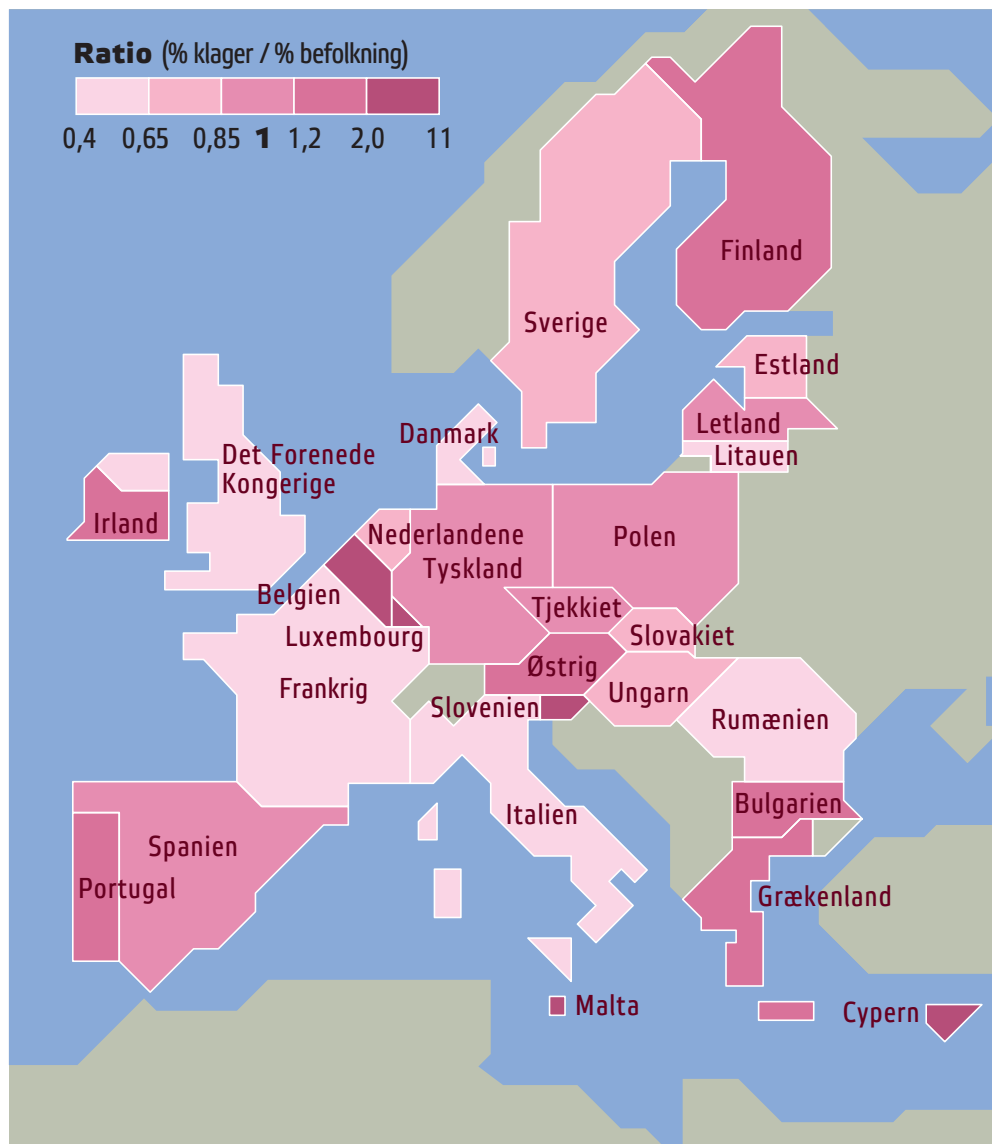 Ratio (% klager / % befolkning)
0,4 0,65 0,85 1 1,2 2,0 11
Finland
Sverige
Estland
Letland
Litauen
Danmark
Det Forenede
Kongerige
Irland
Nederlandene
Polen
Tyskland
Belgien
Tjekkiet
Luxembourg
Slovakiet
Østrig
Frankrig
Ungarn
Slovenien
Rumænien
Bulgarien
Italien
Spanien
Portugal
Grækenland
Malta
Cypern